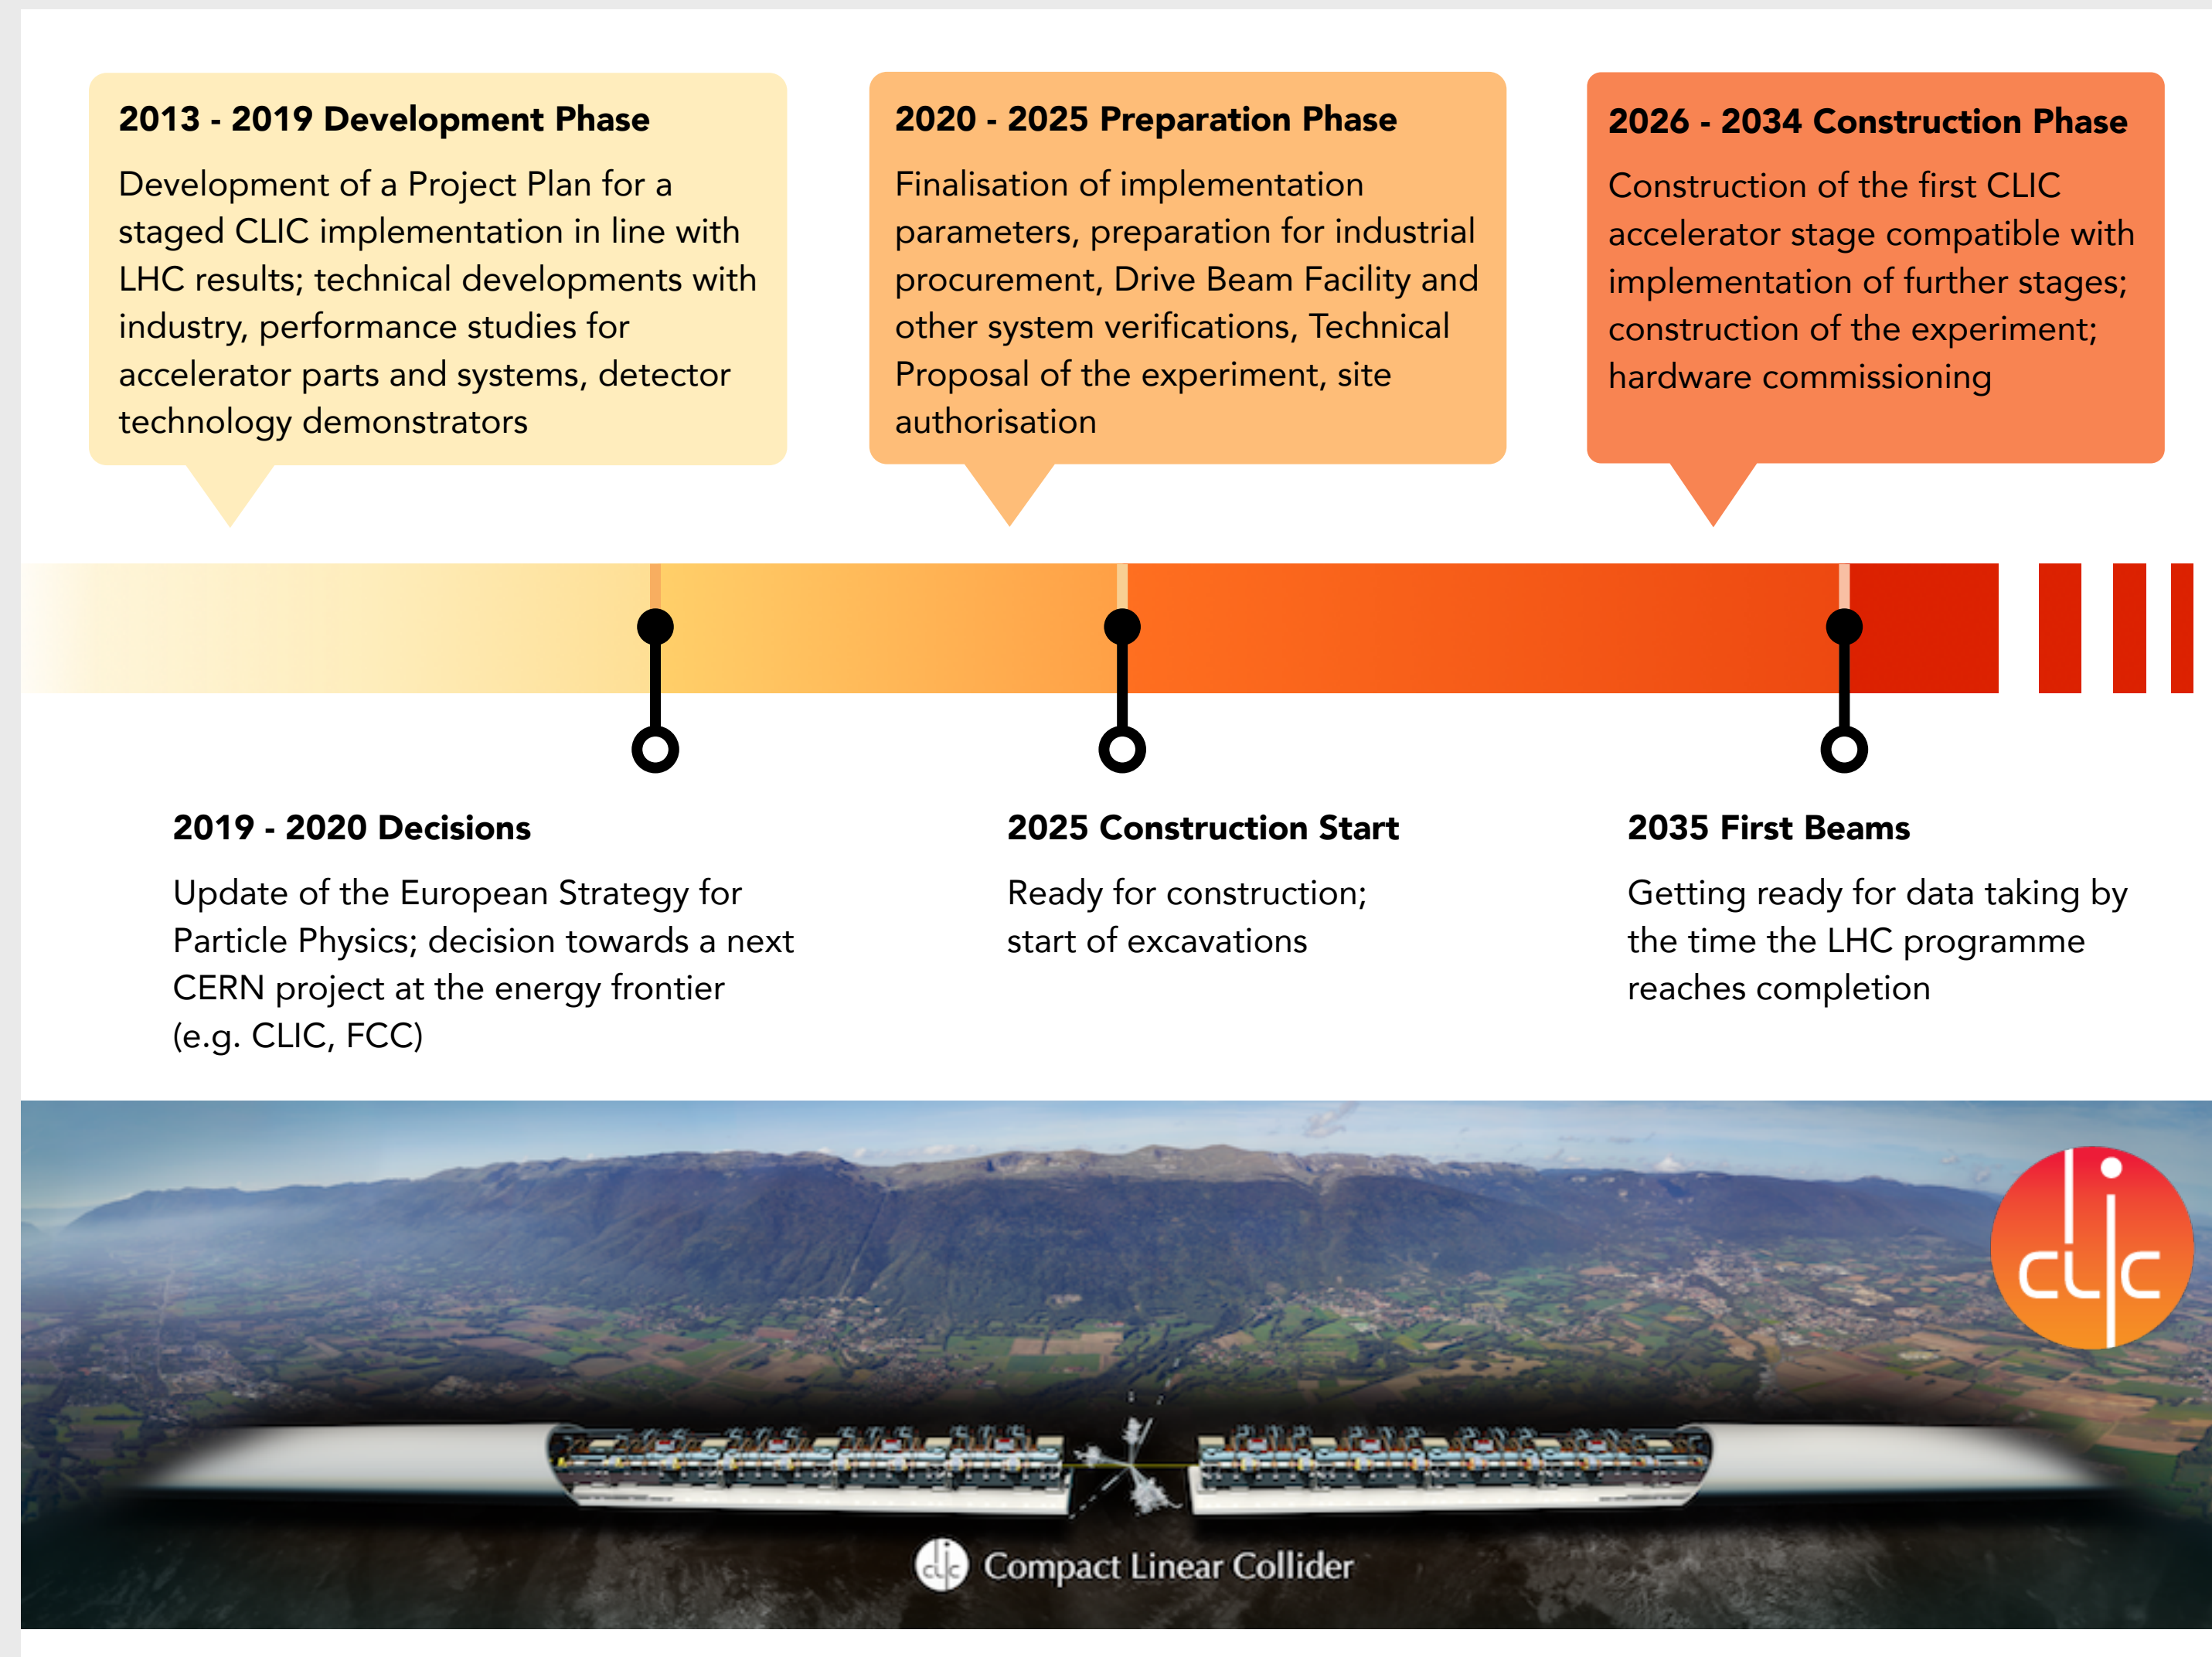 2013 - 2019 Development Phase
Development of a Project Plan for a
staged CLIC implementation in line with
LHC results; technical developments with
industry, performance studies for
accelerator parts and systems, detector
technology demonstrators
2020 - 2025 Preparation Phase
Finalisation of implementation
parameters, preparation for industrial
procurement, Drive Beam Facility and
other system verifications, Technical
Proposal of the experiment, site
authorisation
2026 - 2034 Construction Phase
Construction of the first CLIC
accelerator stage compatible with
implementation of further stages;
construction of the experiment;
hardware commissioning
2019 - 2020 Decisions
Update of the European Strategy for
Particle Physics; decision towards a next
CERN project at the energy frontier
(e.g. CLIC, FCC)
2025 Construction Start
Ready for construction;
start of excavations
2035 First Beams
Getting ready for data taking by
the time the LHC programme
reaches completion
clic
clic Compact Linear Collider